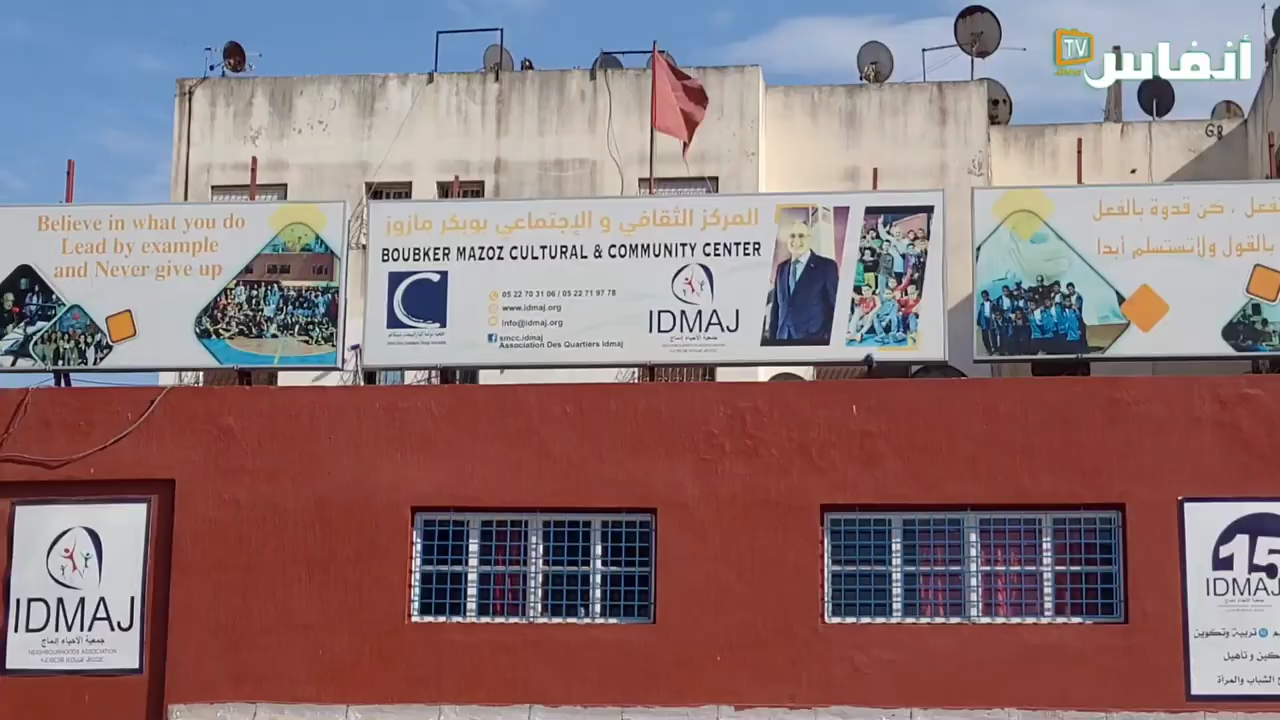 أنفاس
TV
Believe in what you do
Lead by example
and Never give up
المركز الثقافي و الإجتماعي بوبكر مازوز
BOUBKER MAZOZ CULTURAL & COMMUNITY CENTER
05 22 70 31 06 / 05 22 71 97 78
www.idmaj.org
info@idmaj.org
smcc.idmaj
Association Des Quartiers Idmaj
IDMAJ
جمعية الأحياء إدماج
كن قدوة بالفعل
بالقول ولاتستسلم أبدا
G8
IDMAJ
جمعية الأحياء إدماج
NEIGHBOURHOODS ASSOCIATION
15
IDMAJ
تربية وتكوين
وتأهيل
الشباب والمرأة